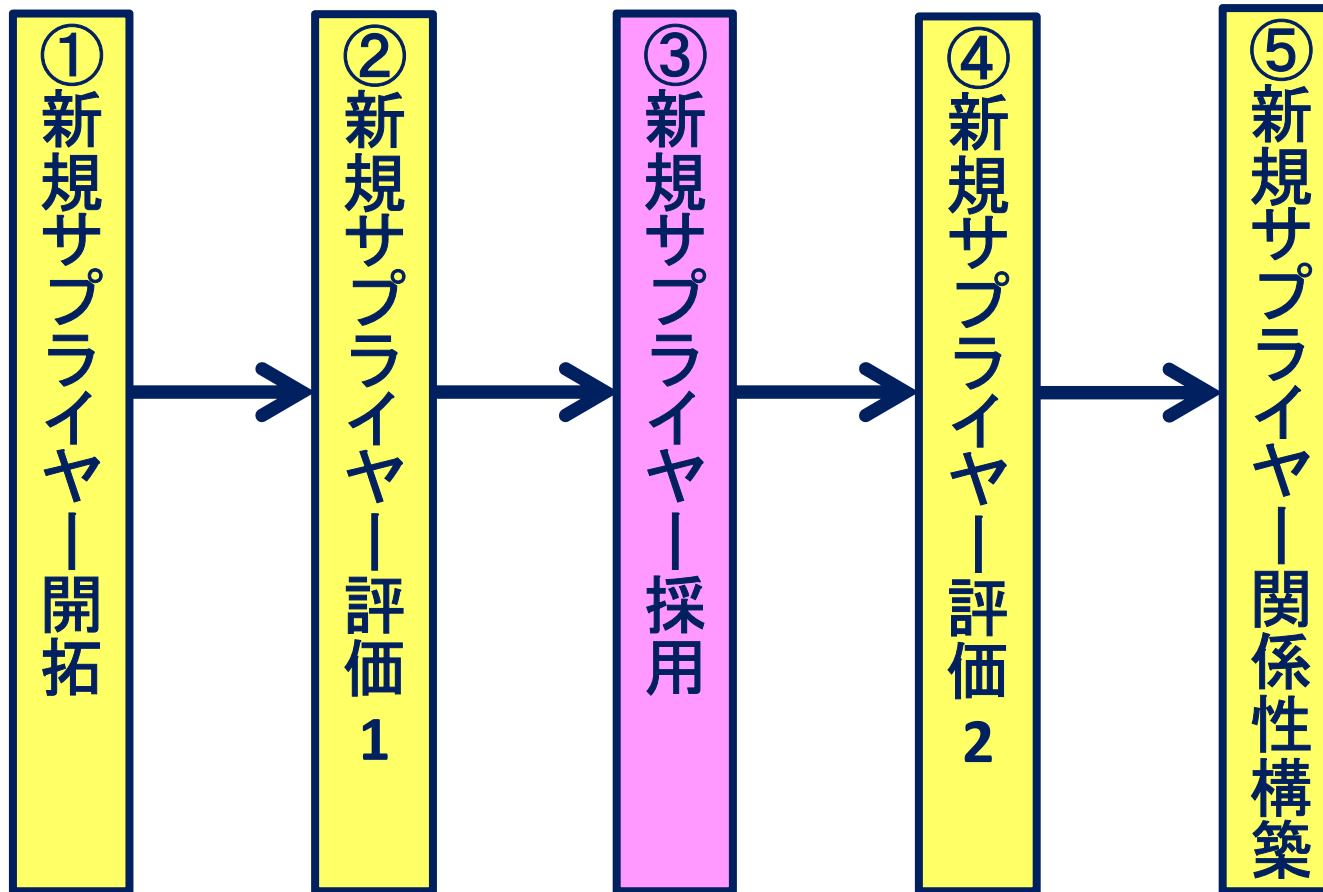 ①新規サプライヤー開拓
②新規サプライヤー評価1
③新規サプライヤー採用
④新規サプライヤー評価2
⑤新規サプライヤー関係性構築